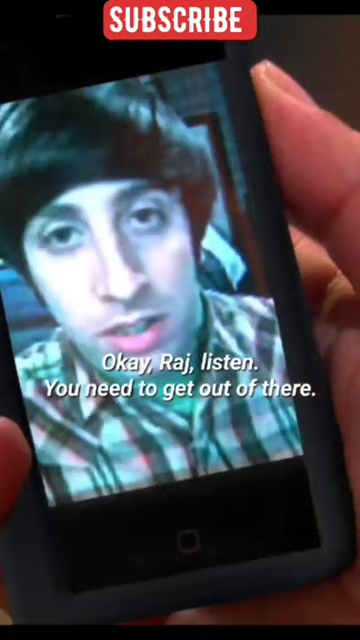 SUBSCRIBE
Okay, Raj, listen.
You need to get out of there.